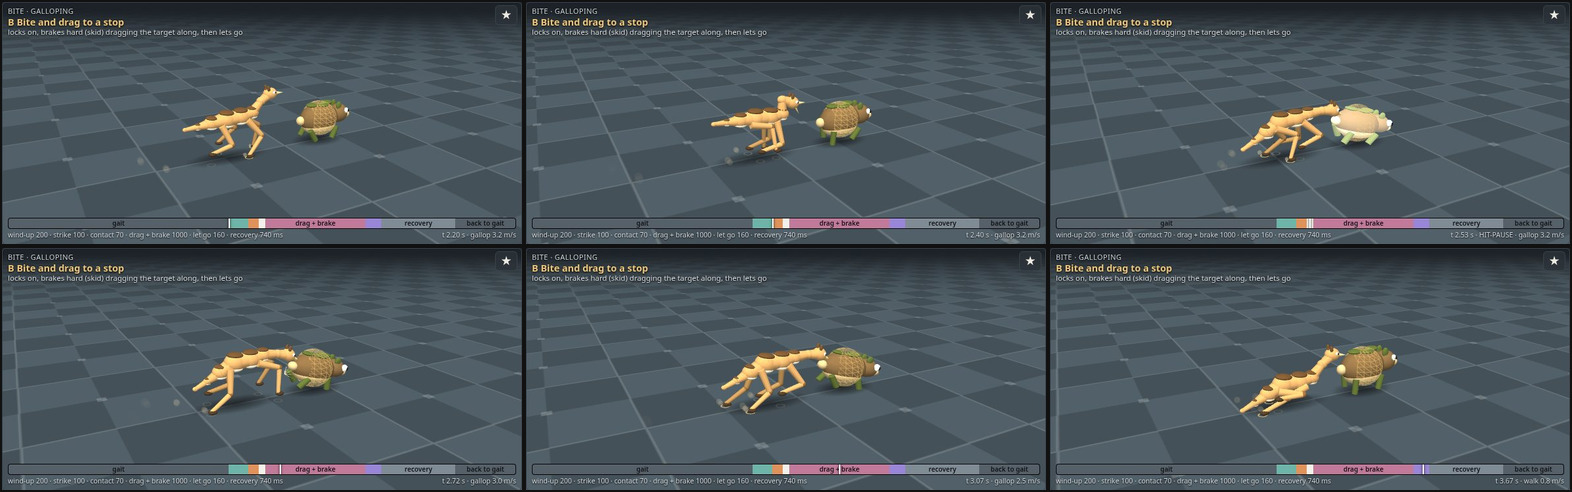 BITE · GALLOPING
B Bite and drag to a stop
locks on, brakes hard (skid) dragging the target along, then lets go
gait drag + brake recovery back to gait
wind-up 200 · strike 100 · contact 70 · drag + brake 1000 · let go 160 · recovery 740 ms t 2.20 s · gallop 3.2 m/s
BITE · GALLOPING
B Bite and drag to a stop
locks on, brakes hard (skid) dragging the target along, then lets go
gait drag + brake recovery back to gait
wind-up 200 · strike 100 · contact 70 · drag + brake 1000 · let go 160 · recovery 740 ms t 2.40 s · gallop 3.2 m/s
BITE · GALLOPING
B Bite and drag to a stop
locks on, brakes hard (skid) dragging the target along, then lets go
gait drag + brake recovery back to gait
wind-up 200 · strike 100 · contact 70 · drag + brake 1000 · let go 160 · recovery 740 ms t 2.53 s · HIT-PAUSE · gallop 3.2 m/s
BITE · GALLOPING
B Bite and drag to a stop
locks on, brakes hard (skid) dragging the target along, then lets go
gait drag + brake recovery back to gait
wind-up 200 · strike 100 · contact 70 · drag + brake 1000 · let go 160 · recovery 740 ms t 2.72 s · gallop 3.0 m/s
BITE · GALLOPING
B Bite and drag to a stop
locks on, brakes hard (skid) dragging the target along, then lets go
gait drag + brake recovery back to gait
wind-up 200 · strike 100 · contact 70 · drag + brake 1000 · let go 160 · recovery 740 ms t 3.07 s · gallop 2.5 m/s
BITE · GALLOPING
B Bite and drag to a stop
locks on, brakes hard (skid) dragging the target along, then lets go
gait drag + brake recovery back to gait
wind-up 200 · strike 100 · contact 70 · drag + brake 1000 · let go 160 · recovery 740 ms t 3.67 s · walk 0.8 m/s